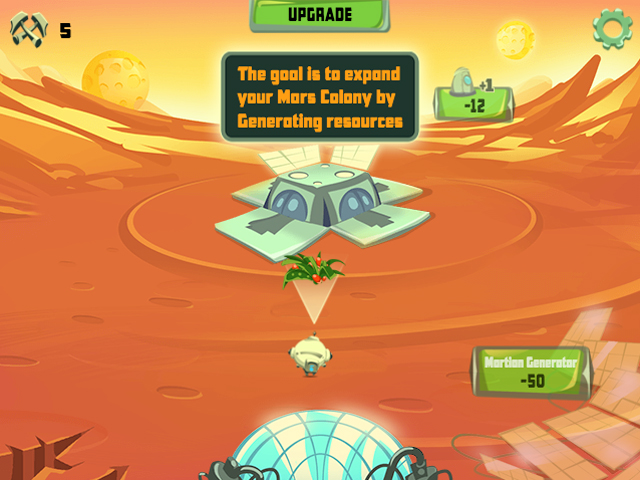 5
UPGRADE
The goal is to expand
your Mars Colony by
Generating resources
+1
-12
Martian Generator
-50